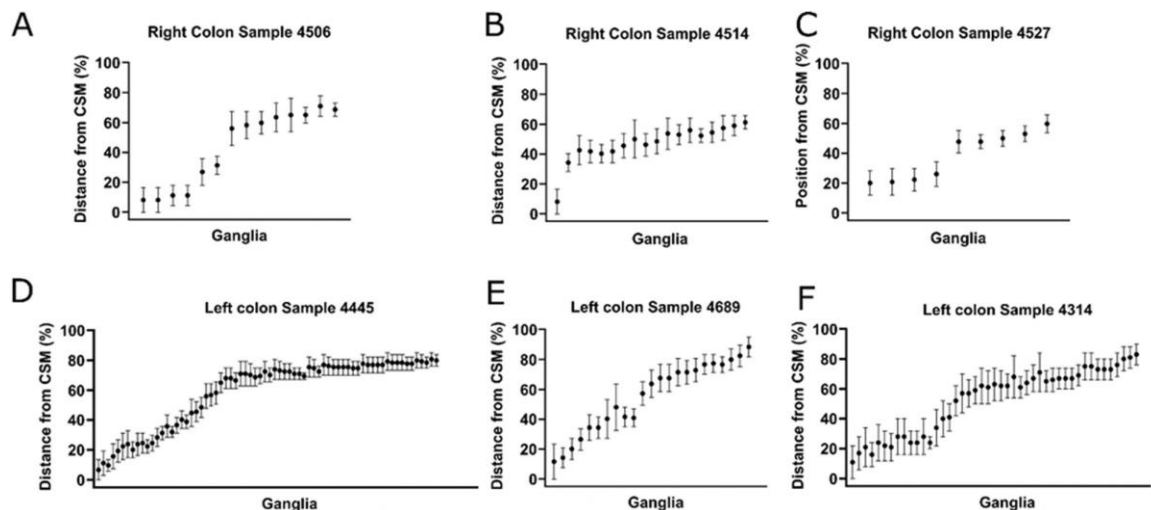 A
Right Colon Sample 4506
Distance from CSM (%)
100
80
60
40
20
0
Ganglia
B
Right Colon Sample 4514
Distance from CSM (%)
100
80
60
40
20
0
Ganglia
C
Right Colon Sample 4527
Position from CSM (%)
100
80
60
40
20
0
Ganglia
D
Left colon Sample 4445
Distance from CSM (%)
100
80
60
40
20
0
Ganglia
E
Left colon Sample 4689
Distance from CSM (%)
100
80
60
40
20
0
Ganglia
F
Left colon Sample 4314
Distance from CSM (%)
100
80
60
40
20
0
Ganglia